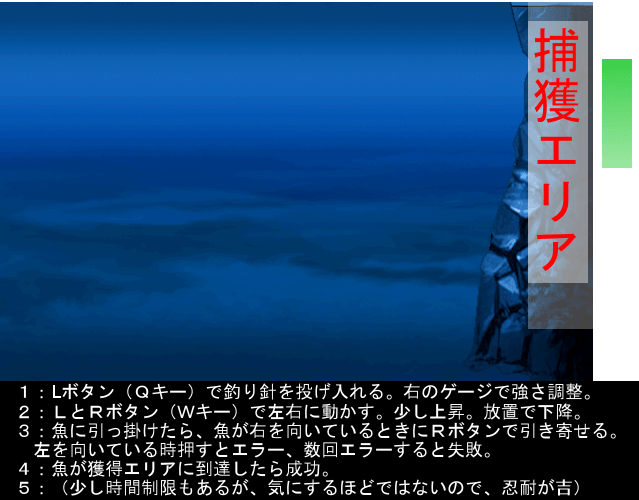 捕獲エリア
１：Lボタン（Ｑキー）で釣り針を投げ入れる。右のゲージで強さ調整。
２：ＬとＲボタン（Ｗキー）で左右に動かす。少し上昇。放置で下降。
３：魚に引っ掛けたら、魚が右を向いているときにＲボタンで引き寄せる。
左を向いている時押すとエラー、数回エラーすると失敗。
４：魚が獲得エリアに到達したら成功。
５：（少し時間制限もあるが、気にするほどではないので、忍耐が吉）